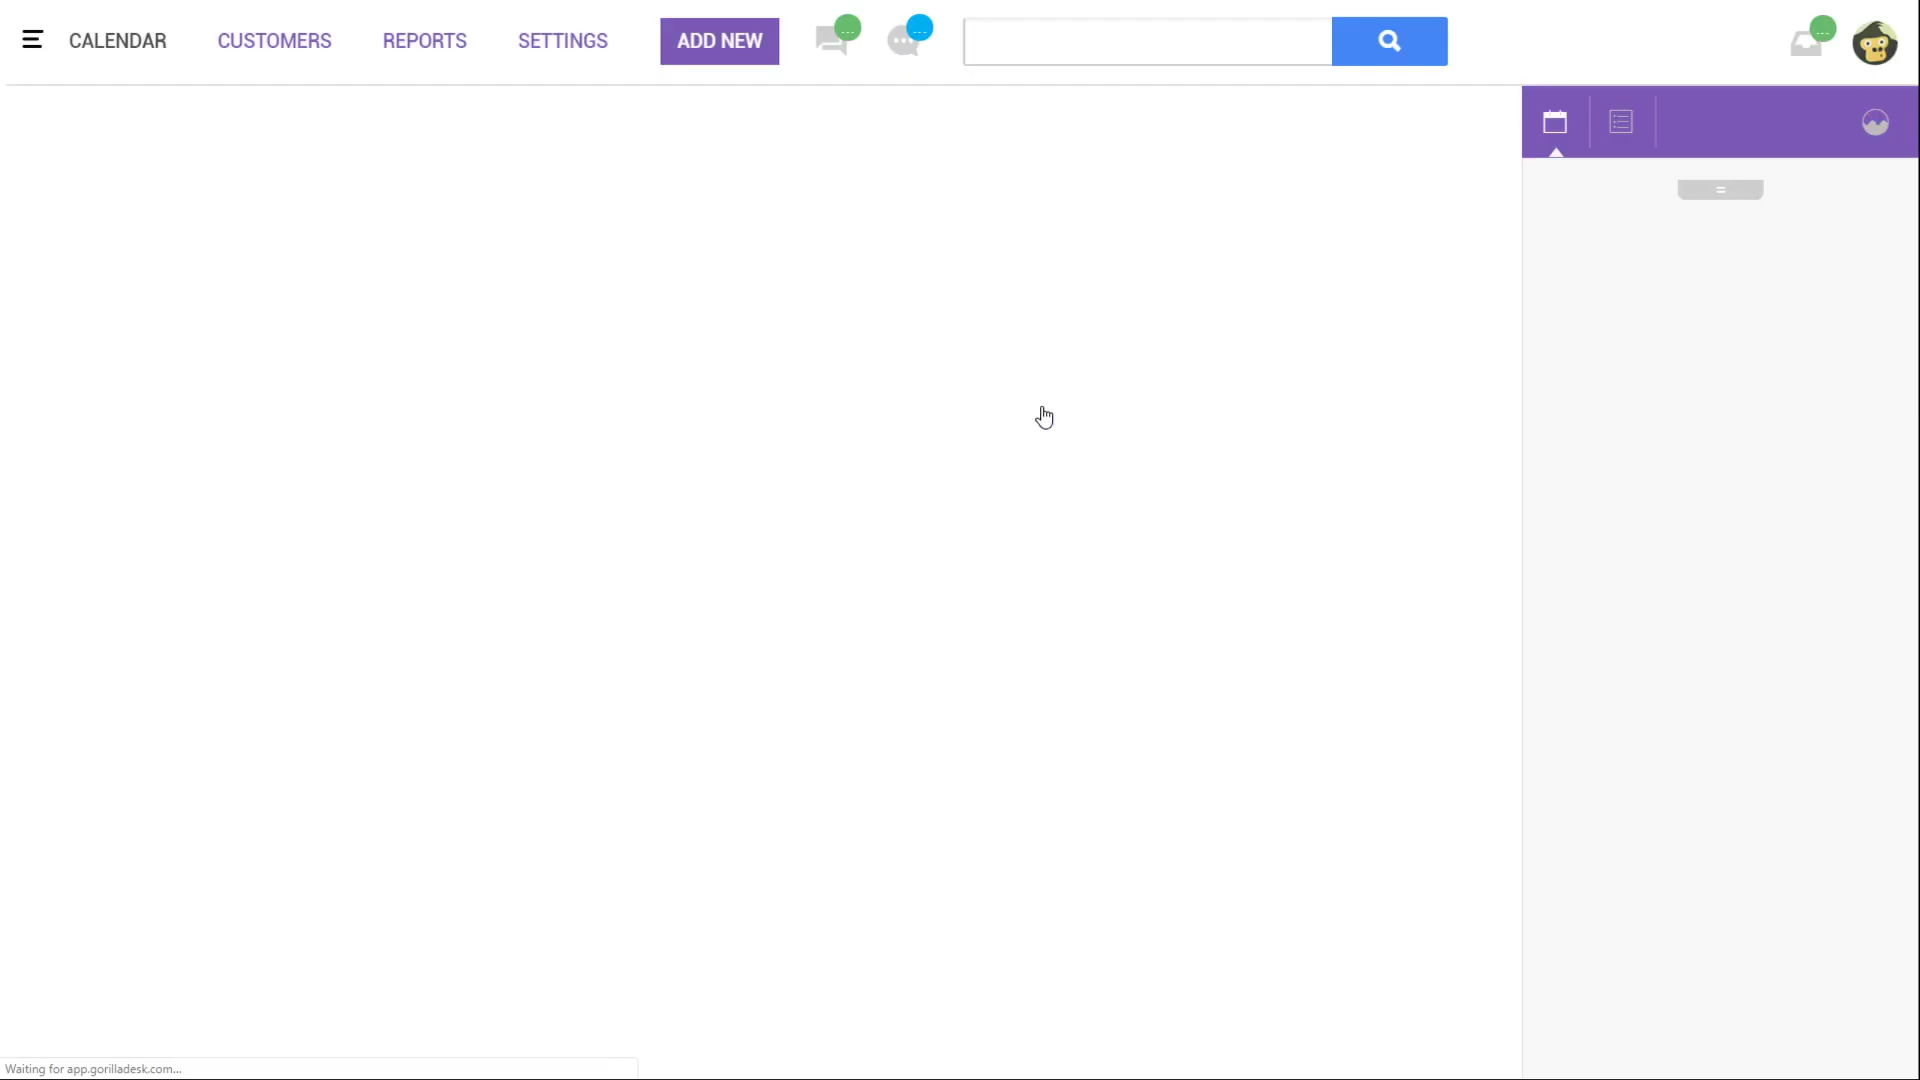 CALENDAR CUSTOMERS REPORTS SETTINGS ADD NEW ... ... ...
=
Waiting for app.gorilladesk.com...